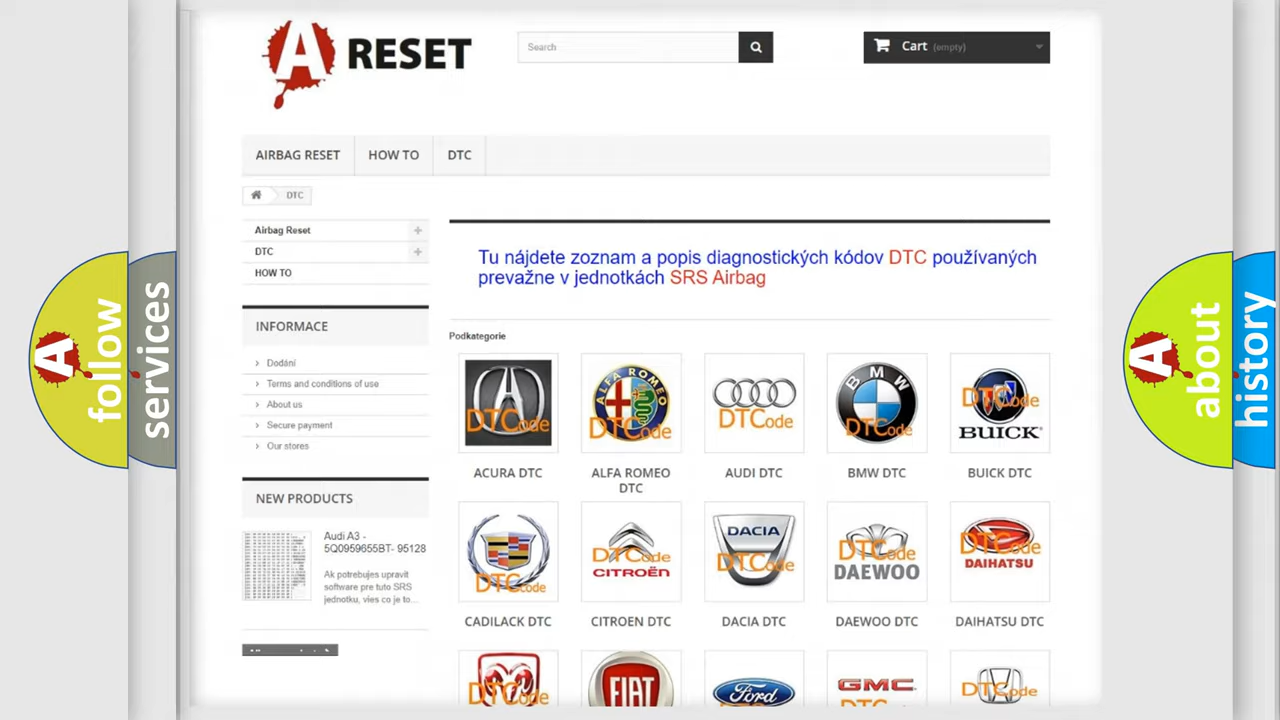 A RESET
Search
Cart (empty)
AIRBAG RESET
HOW TO
DTC
DTC
Airbag Reset
DTC
HOW TO
Tu nájdete zoznam a popis diagnostických kódov DTC používaných
prevažne v jednotkách SRS Airbag
INFORMACE
Dodání
Terms and conditions of use
About us
Secure payment
Our stores
NEW PRODUCTS
Audi A3 -
5Q0959655BT- 95128
Ak potrebujes upravit
software pre tuto SRS
jednotku, vies co je to...
Podkategorie
DTCode
ALFA ROMEO
DTCode
DTCode
BMW
DTCode
DTCode
BUICK
ACURA DTC
ALFA ROMEO
DTC
AUDI DTC
BMW DTC
BUICK DTC
DTCode
DTCode
CITROËN
DACIA
DTCode
DTCode
DAEWOO
DTCode
DAIHATSU
CADILACK DTC
CITROEN DTC
DACIA DTC
DAEWOO DTC
DAIHATSU DTC
DTCode
FIAT
Ford
GMC
DTCode
A follow
services
A about
history